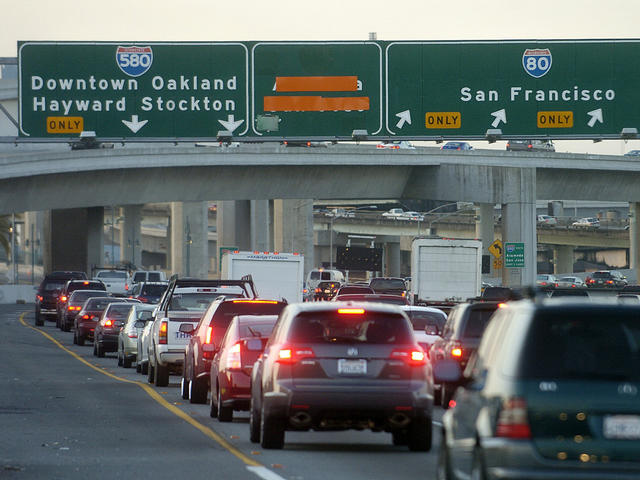 580
Downtown Oakland
Hayward Stockton
ONLY
80
San Francisco
ONLY
ONLY